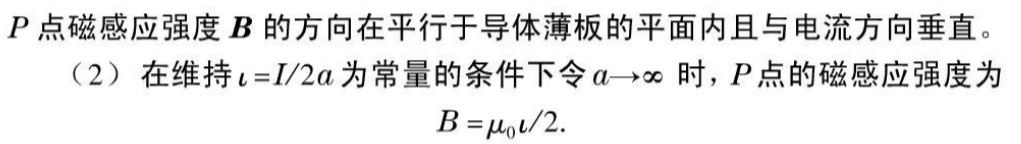 P 点磁感应强度 B 的方向在平行于导体薄板的平面内且与电流方向垂直。
（2）在维持 ι=I/2a 为常量的条件下令 a→∞ 时，P 点的磁感应强度为
B=μ₀ι/2.